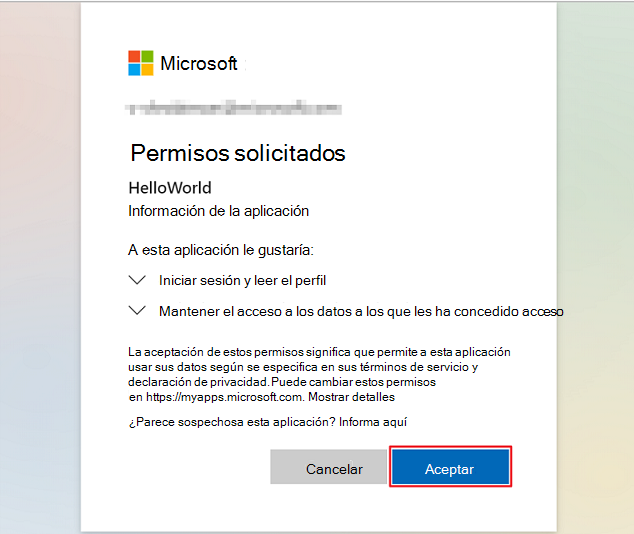 Microsoft
Permisos solicitados
HelloWorld
Información de la aplicación
A esta aplicación le gustaría:
Iniciar sesión y leer el perfil
Mantener el acceso a los datos a los que les ha concedido acceso
La aceptación de estos permisos significa que permite a esta aplicación
usar sus datos según se especifica en sus términos de servicio y
declaración de privacidad. Puede cambiar estos permisos
en https://myapps.microsoft.com. Mostrar detalles
¿Parece sospechosa esta aplicación? Informa aquí
Cancelar Aceptar